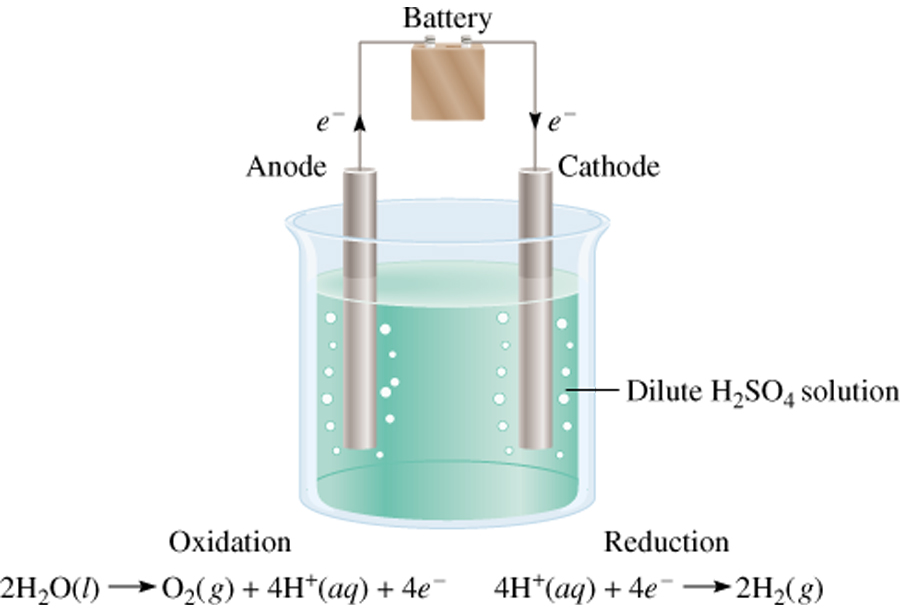 Battery
e⁻ e⁻
Anode Cathode
Dilute H₂SO₄ solution
Oxidation Reduction
2H₂O(l) ⟶ O₂(g) + 4H⁺(aq) + 4e⁻ 4H⁺(aq) + 4e⁻ ⟶ 2H₂(g)